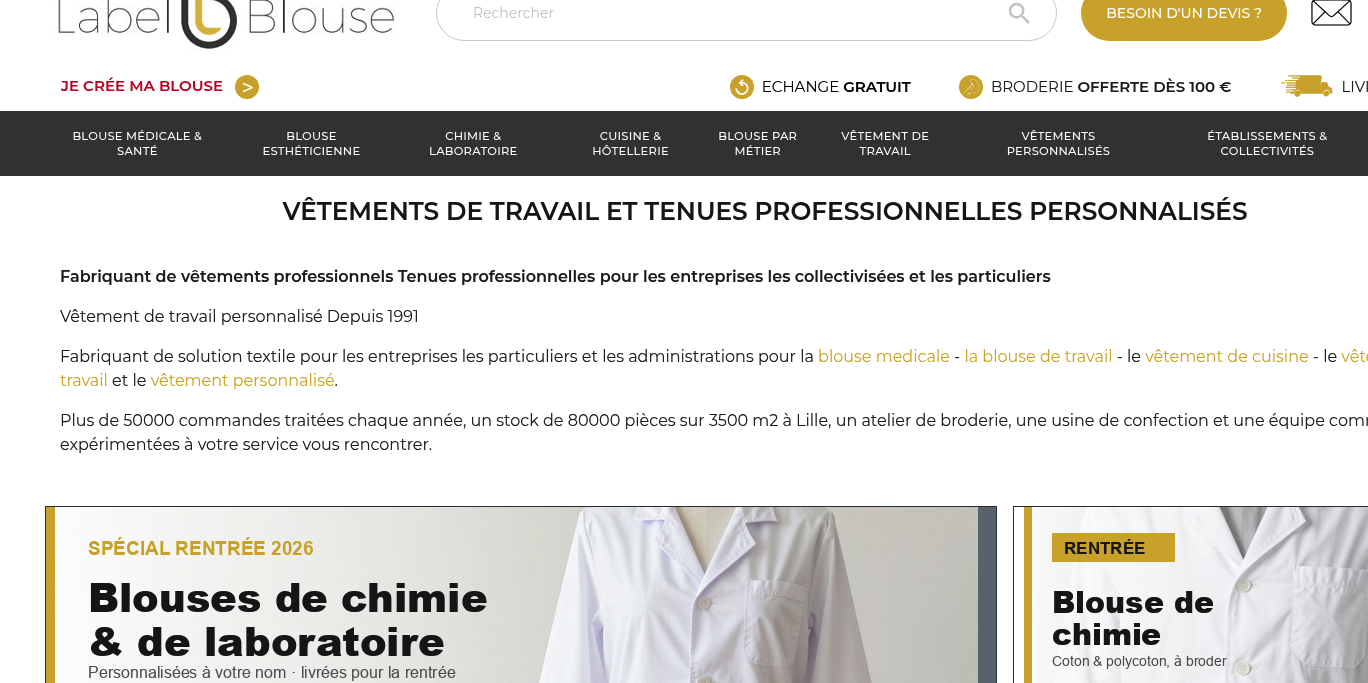 Label Blouse
Rechercher
BESOIN D'UN DEVIS ?
JE CRÉE MA BLOUSE >
ECHANGE GRATUIT
BRODERIE OFFERTE DÈS 100 €
BLOUSE MÉDICALE & SANTÉ
BLOUSE ESTHÉTICIENNE
CHIMIE & LABORATOIRE
CUISINE & HÔTELLERIE
BLOUSE PAR MÉTIER
VÊTEMENT DE TRAVAIL
VÊTEMENTS PERSONNALISÉS
ÉTABLISSEMENTS & COLLECTIVITÉS
VÊTEMENTS DE TRAVAIL ET TENUES PROFESSIONNELLES PERSONNALISÉS
Fabriquant de vêtements professionnels Tenues professionnelles pour les entreprises les collectivisées et les particuliers
Vêtement de travail personnalisé Depuis 1991
Fabriquant de solution textile pour les entreprises les particuliers et les administrations pour la blouse medicale - la blouse de travail - le vêtement de cuisine - le
travail et le vêtement personnalisé.
Plus de 50000 commandes traitées chaque année, un stock de 80000 pièces sur 3500 m2 à Lille, un atelier de broderie, une usine de confection et une équipe
expérimentées à votre service vous rencontrer.
SPÉCIAL RENTRÉE 2026
Blouses de chimie
& de laboratoire
Personnalisées à votre nom · livrées pour la rentrée
RENTRÉE
Blouse de
chimie
Coton & polycoton, à broder